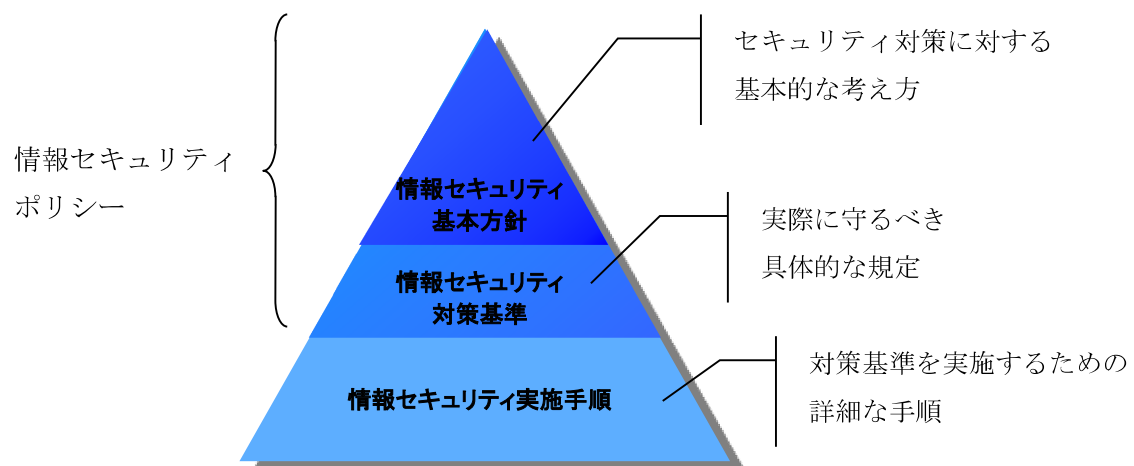 情報セキュリティ
ポリシー
情報セキュリティ
基本方針
セキュリティ対策に対する
基本的な考え方
情報セキュリティ
対策基準
実際に守るべき
具体的な規定
情報セキュリティ実施手順
対策基準を実施するための
詳細な手順